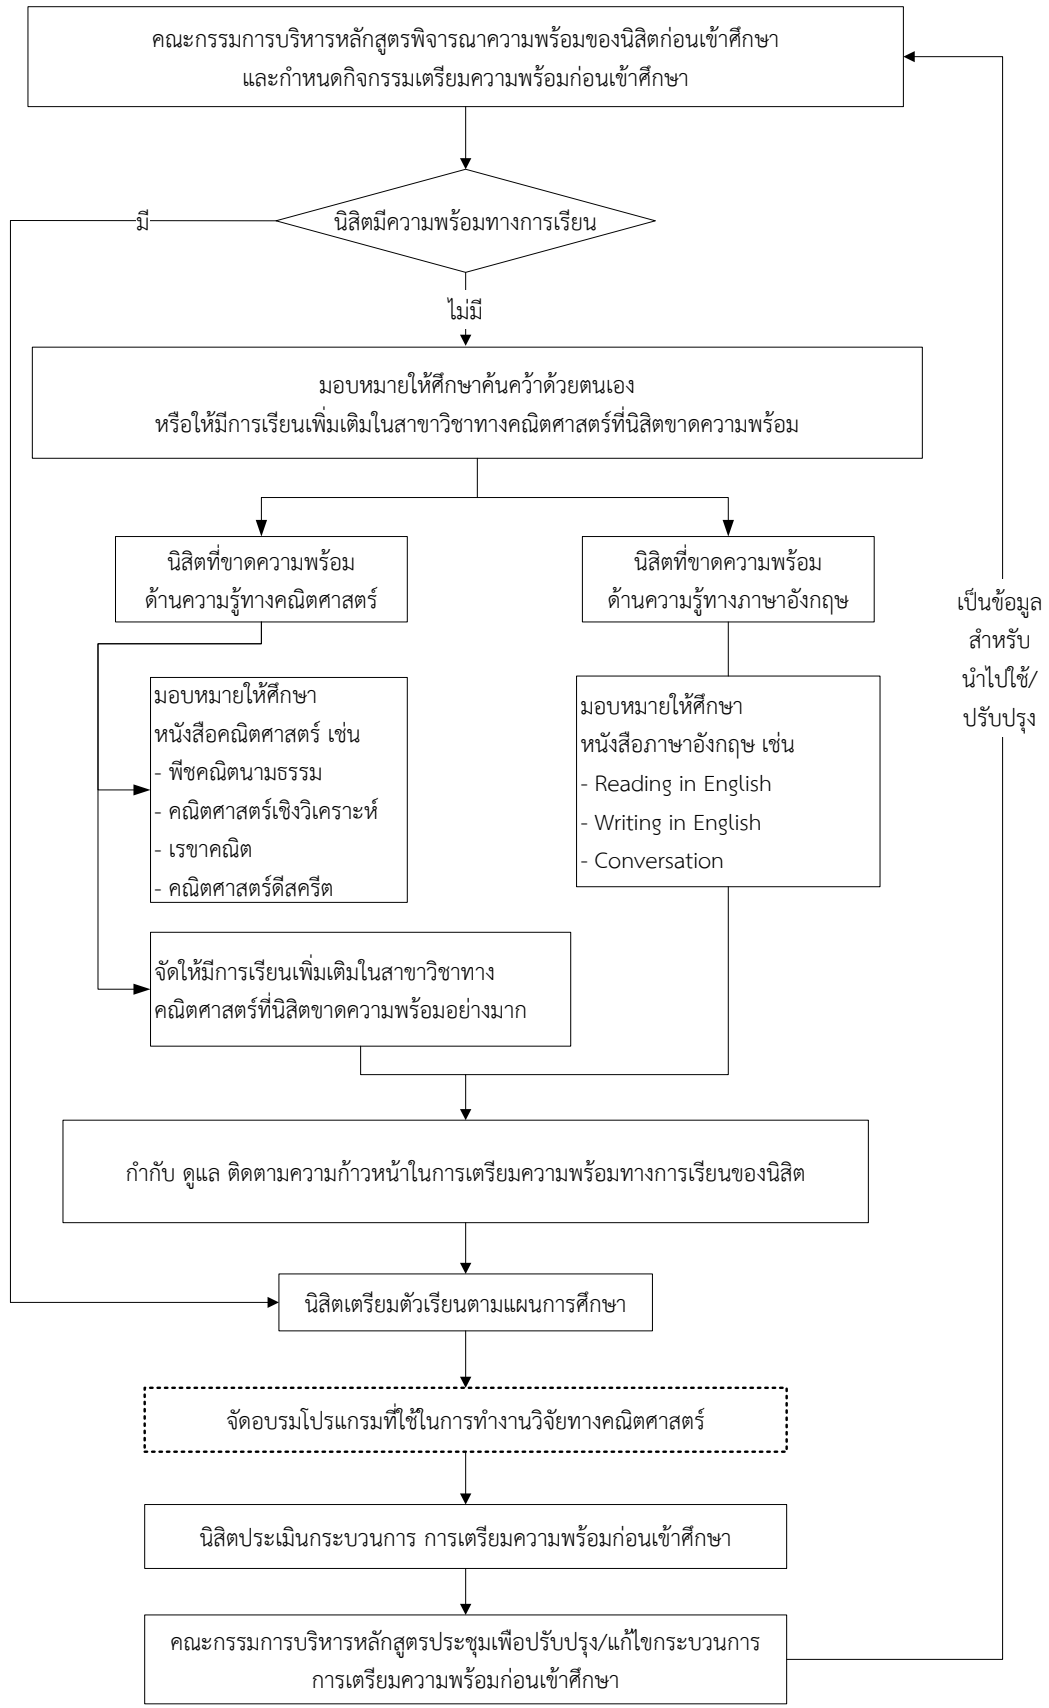 คณะกรรมการบริหารหลักสูตรพิจารณาความพร้อมของนิสิตก่อนเข้าศึกษา
และกำหนดกิจกรรมเตรียมความพร้อมก่อนเข้าศึกษา
มี
นิสิตมีความพร้อมทางการเรียน
ไม่มี
มอบหมายให้ศึกษาค้นคว้าด้วยตนเอง
หรือให้มีการเรียนเพิ่มเติมในสาขาวิชาทางคณิตศาสตร์ที่นิสิตขาดความพร้อม
นิสิตที่ขาดความพร้อม
ด้านความรู้ทางคณิตศาสตร์
นิสิตที่ขาดความพร้อม
ด้านความรู้ทางภาษาอังกฤษ
เป็นข้อมูล
สำหรับ
นำไปใช้/
ปรับปรุง
มอบหมายให้ศึกษา
หนังสือคณิตศาสตร์ เช่น
- พีชคณิตนามธรรม
- คณิตศาสตร์เชิงวิเคราะห์
- เรขาคณิต
- คณิตศาสตร์ดีสครีต
มอบหมายให้ศึกษา
หนังสือภาษาอังกฤษ เช่น
- Reading in English
- Writing in English
- Conversation
จัดให้มีการเรียนเพิ่มเติมในสาขาวิชาทาง
คณิตศาสตร์ที่นิสิตขาดความพร้อมอย่างมาก
กำกับ ดูแล ติดตามความก้าวหน้าในการเตรียมความพร้อมทางการเรียนของนิสิต
นิสิตเตรียมตัวเรียนตามแผนการศึกษา
จัดอบรมโปรแกรมที่ใช้ในการทำงานวิจัยทางคณิตศาสตร์
นิสิตประเมินกระบวนการ การเตรียมความพร้อมก่อนเข้าศึกษา
คณะกรรมการบริหารหลักสูตรประชุมเพือปรับปรุง/แก้ไขกระบวนการ
การเตรียมความพร้อมก่อนเข้าศึกษา